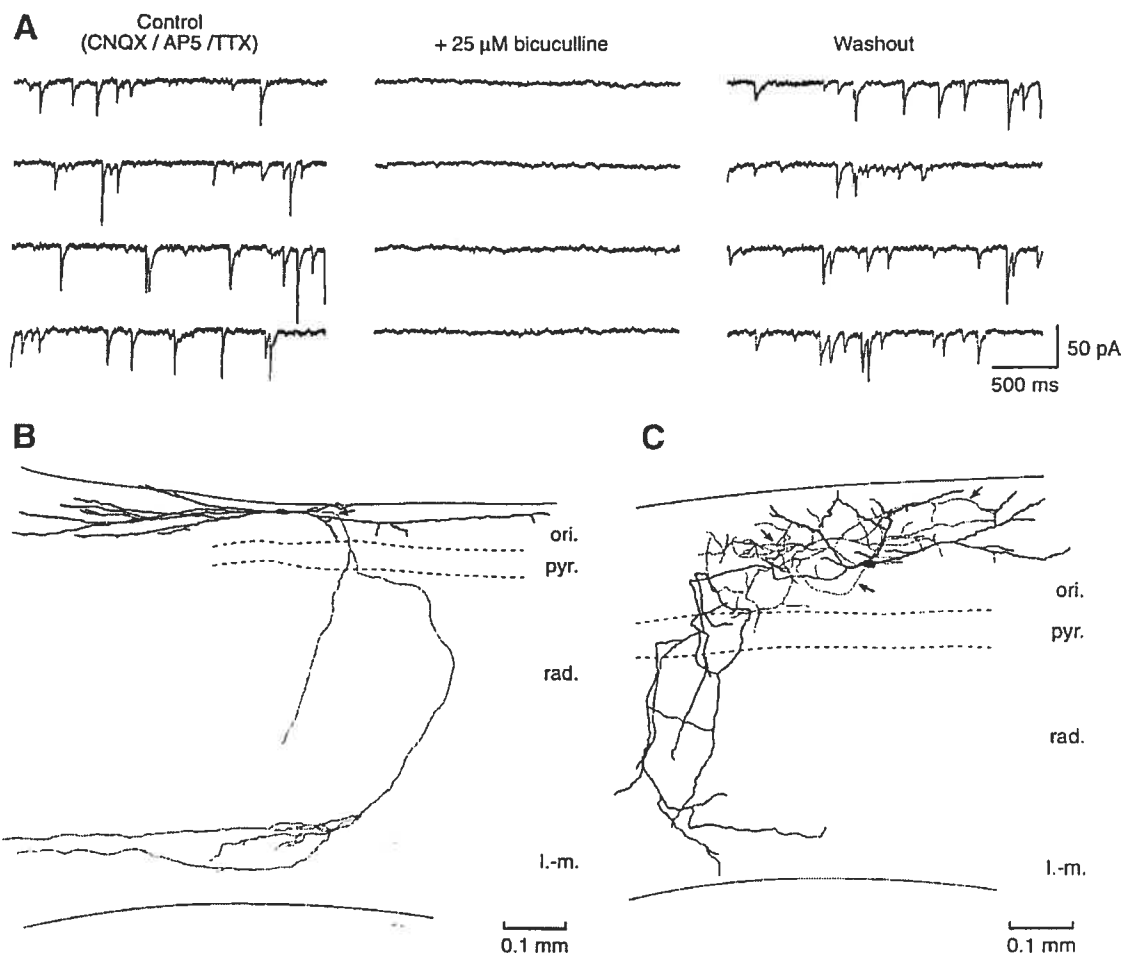 A
Control
(CNQX / AP5 /TTX)
+ 25 µM bicuculline
Washout
50 pA
500 ms
B
ori.
pyr.
rad.
l.-m.
0.1 mm
C
ori.
pyr.
rad.
l.-m.
0.1 mm